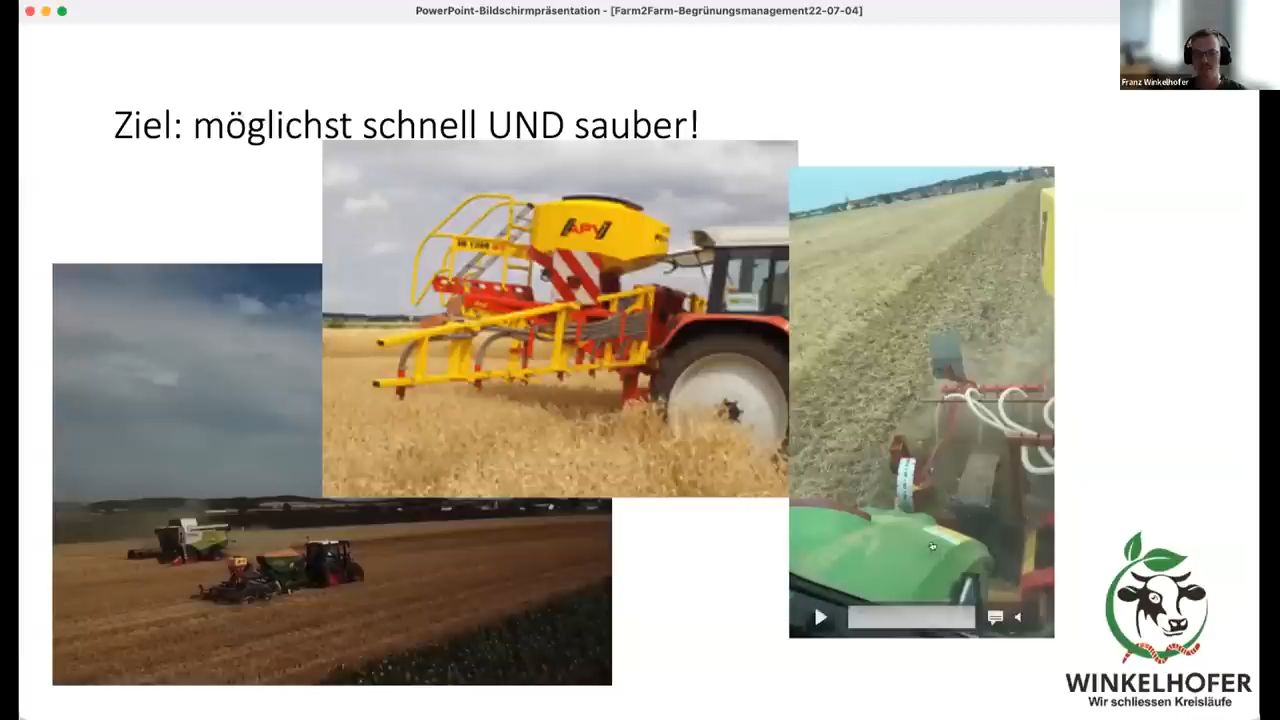 PowerPoint-Bildschirmpräsentation - [Farm2Farm-Begrünungsmanagement22-07-04]
Franz Winkelhofer
Ziel: möglichst schnell UND sauber!
APV
WINKELHOFER
Wir schliessen Kreisläufe